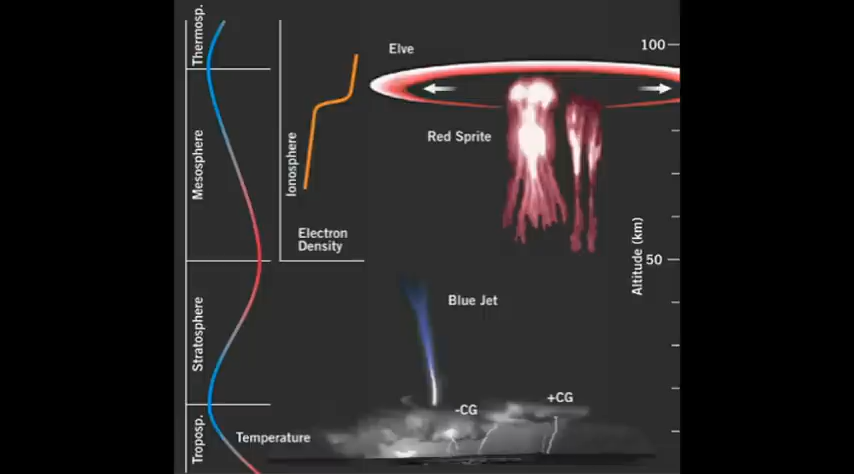 Thermosp.
Mesosphere
Stratosphere
Troposp.
Temperature
Ionosphere
Electron
Density
Elve
Red Sprite
Blue Jet
-CG
+CG
100
50
Altitude (km)